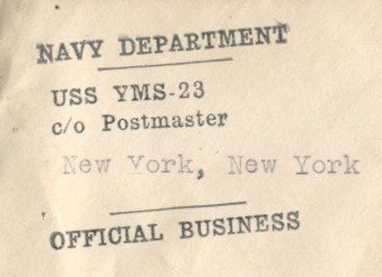 NAVY DEPARTMENT
USS YMS-23
c/o Postmaster
New York, New York
OFFICIAL BUSINESS